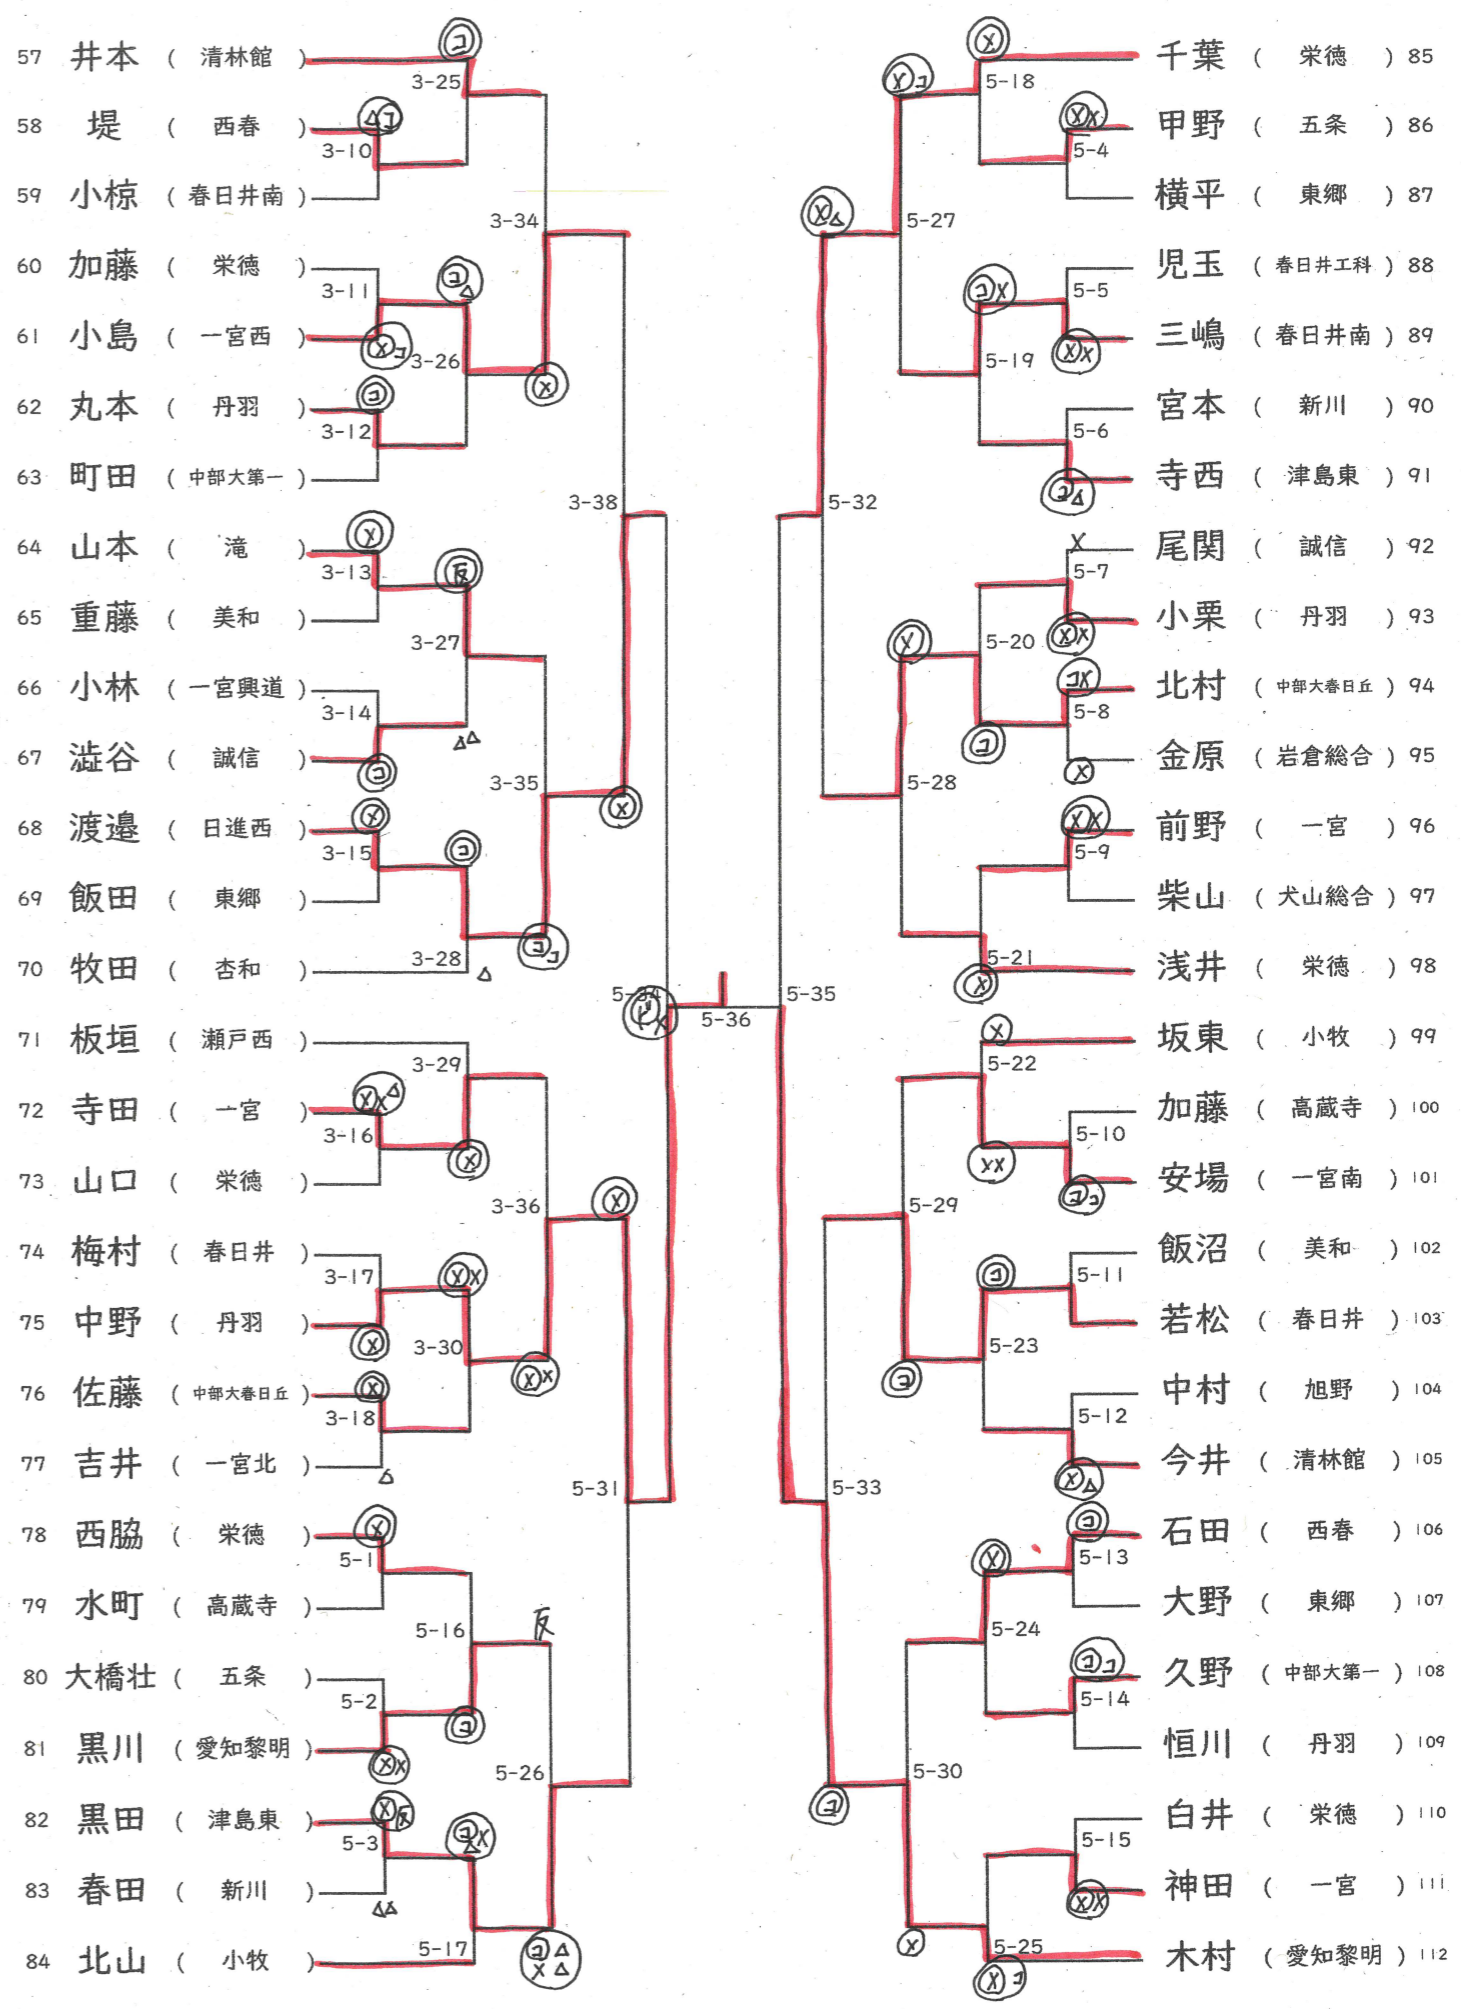 57 井本 ( 清林館 )
58 堤 ( 西春 )
59 小椋 ( 春日井南 )
60 加藤 ( 栄徳 )
61 小島 ( 一宮西 )
62 丸本 ( 丹羽 )
63 町田 ( 中部大第一 )
64 山本 ( 滝 )
65 重藤 ( 美和 )
66 小林 ( 一宮興道 )
67 澁谷 ( 誠信 )
68 渡邉 ( 日進西 )
69 飯田 ( 東郷 )
70 牧田 ( 杏和 )
71 板垣 ( 瀬戸西 )
72 寺田 ( 一宮 )
73 山口 ( 栄徳 )
74 梅村 ( 春日井 )
75 中野 ( 丹羽 )
76 佐藤 ( 中部大春日丘 )
77 吉井 ( 一宮北 )
78 西脇 ( 栄徳 )
79 水町 ( 高蔵寺 )
80 大橋壮 ( 五条 )
81 黒川 ( 愛知黎明 )
82 黒田 ( 津島東 )
83 春田 ( 新川 )
84 北山 ( 小牧 )
3-10
3-11
3-12
3-13
3-14
3-15
3-16
3-17
3-18
5-1
5-2
5-3
3-25
3-26
3-27
3-28
3-29
3-30
5-16
5-17
3-34
3-35
3-36
5-26
3-38
5-31
5-34
5-36
5-35
5-32
5-33
5-27
5-28
5-29
5-30
5-18
5-19
5-20
5-21
5-22
5-23
5-24
5-25
5-4
5-5
5-6
5-7
5-8
5-9
5-10
5-11
5-12
5-13
5-14
5-15
千葉 ( 栄徳 ) 85
甲野 ( 五条 ) 86
横平 ( 東郷 ) 87
児玉 ( 春日井工科 ) 88
三嶋 ( 春日井南 ) 89
宮本 ( 新川 ) 90
寺西 ( 津島東 ) 91
尾関 ( 誠信 ) 92
小栗 ( 丹羽 ) 93
北村 ( 中部大春日丘 ) 94
金原 ( 岩倉総合 ) 95
前野 ( 一宮 ) 96
柴山 ( 犬山総合 ) 97
浅井 ( 栄徳 ) 98
坂東 ( 小牧 ) 99
加藤 ( 高蔵寺 ) 100
安場 ( 一宮南 ) 101
飯沼 ( 美和 ) 102
若松 ( 春日井 ) 103
中村 ( 旭野 ) 104
今井 ( 清林館 ) 105
石田 ( 西春 ) 106
大野 ( 東郷 ) 107
久野 ( 中部大第一 ) 108
恒川 ( 丹羽 ) 109
白井 ( 栄徳 ) 110
神田 ( 一宮 ) 111
木村 ( 愛知黎明 ) 112